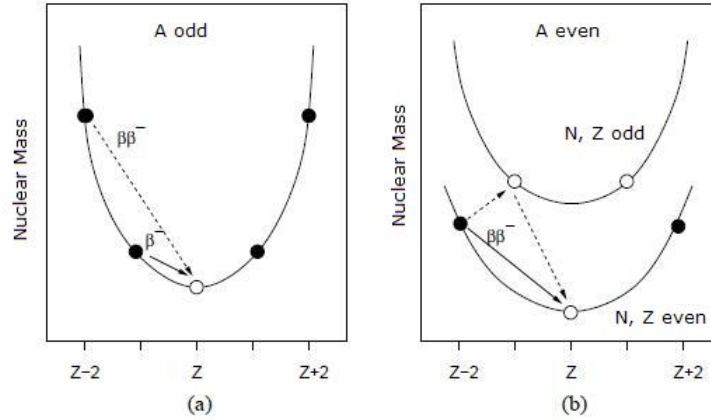 A odd
ββ⁻
β⁻
Nuclear Mass
Z−2
Z
Z+2
(a)
A even
N, Z odd
ββ⁻
N, Z even
Nuclear Mass
Z−2
Z
Z+2
(b)